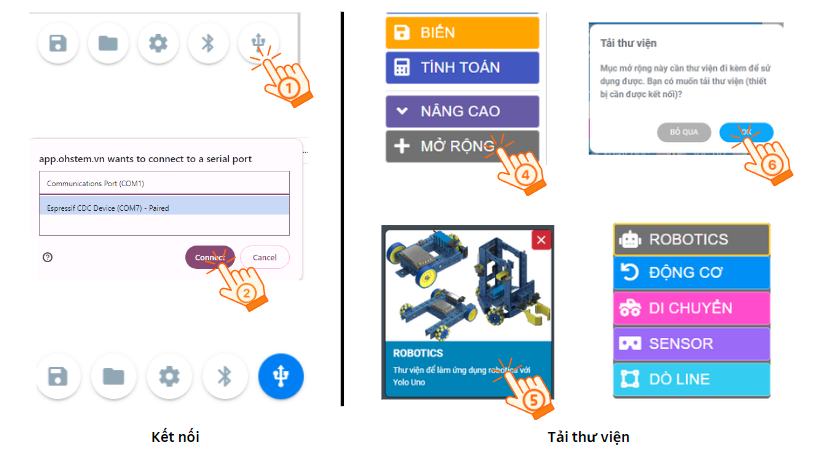 1
app.ohstem.vn wants to connect to a serial port
Communications Port (COM1)
Espressif CDC Device (COM7) - Paired
Connect
Cancel
2
Kết nối
BIẾN
TÍNH TOÁN
NÂNG CAO
MỞ RỘNG
4
Tải thư viện
Mục mở rộng này cần thư viện đi kèm để sử
dụng được. Bạn có muốn tải thư viện (thiết
bị cần được kết nối)?
BỎ QUA
OK
6
ROBOTICS
Thư viện để làm ứng dụng robotics với
Yolo Uno
5
ROBOTICS
ĐỘNG CƠ
DI CHUYỂN
SENSOR
DÒ LINE
Tải thư viện